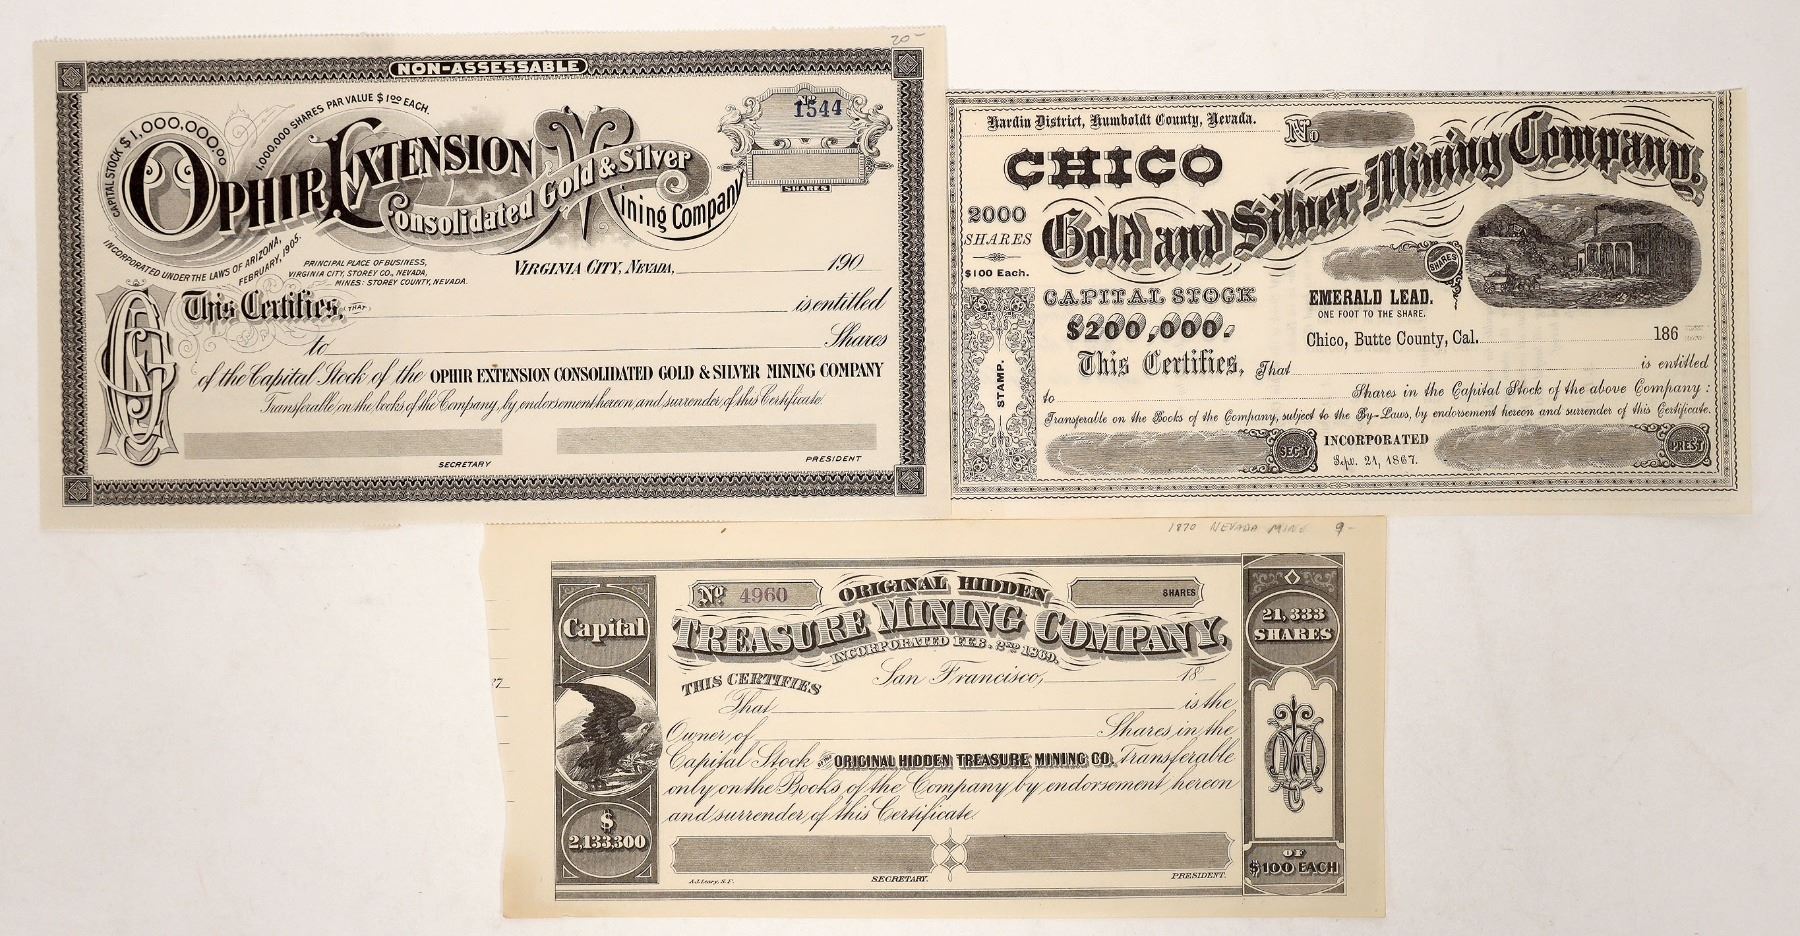 20-
NON-ASSESSABLE
CAPITAL STOCK $1,000,000.00
1,000,000 SHARES PAR VALUE $1.00 EACH.
No 1544
SHARES
OPHIR EXTENSION
Consolidated Gold & Silver
Mining Company
INCORPORATED UNDER THE LAWS OF ARIZONA,
FEBRUARY, 1905.
PRINCIPAL PLACE OF BUSINESS,
VIRGINIA CITY, STOREY CO., NEVADA,
MINES: STOREY COUNTY, NEVADA.
VIRGINIA CITY, NEVADA, 190
This Certifies, THAT is entitled
to Shares
of the Capital Stock of the OPHIR EXTENSION CONSOLIDATED GOLD & SILVER MINING COMPANY
Transferable on the books of the Company, by endorsement hereon and surrender of this Certificate.
SECRETARY
PRESIDENT
Hardin District, Humboldt County, Nevada.
No
CHICO
Gold and Silver Mining Company.
2000
SHARES
$100 Each.
SHARES
CAPITAL STOCK
$200,000.
EMERALD LEAD.
ONE FOOT TO THE SHARE.
Chico, Butte County, Cal. 186
STAMP.
This Certifies, That is entitled
to Shares in the Capital Stock of the above Company:
Transferable on the Books of the Company, subject to the By-Laws, by endorsement hereon and surrender of this Certificate.
SEC'Y
INCORPORATED
Sept. 21, 1867.
PREST
1870 NEVADA MINE 9-
No. 4960
ORIGINAL HIDDEN
SHARES
TREASURE MINING COMPANY,
INCORPORATED FEB. 2ND 1869.
Capital
21,333
SHARES
THIS CERTIFIES
San Francisco, 18
That is the
Owner of Shares in the
Capital Stock of the ORIGINAL HIDDEN TREASURE MINING CO. Transferable
only on the Books of the Company by endorsement hereon
and surrender of this Certificate.
$
2,133,300
OF
$100 EACH
A.J. Leary, S.F.
SECRETARY.
PRESIDENT.